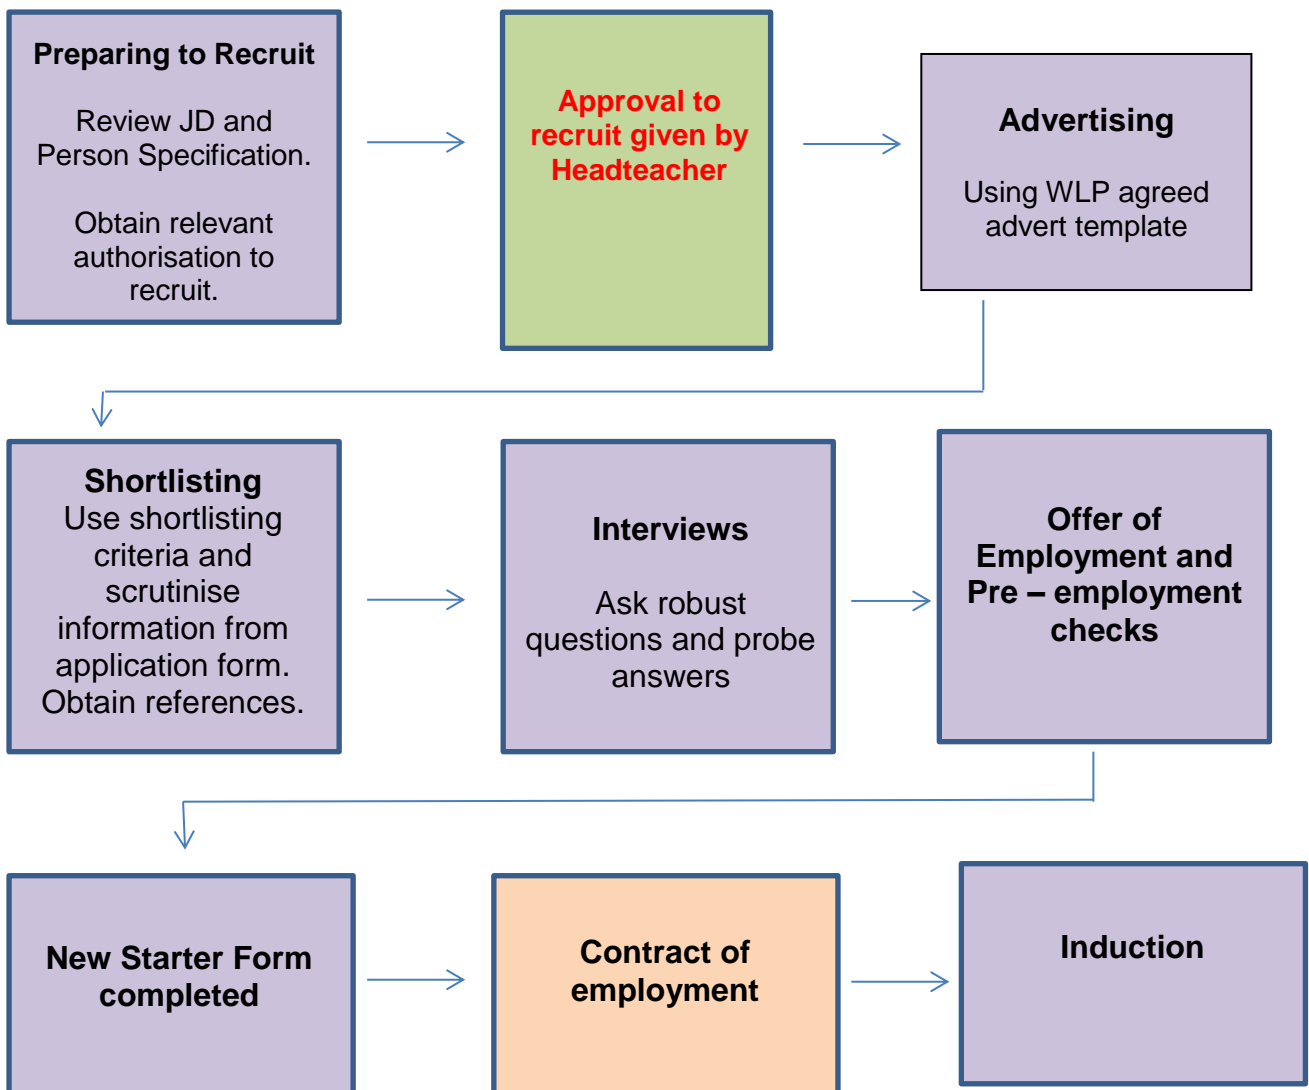 Preparing to Recruit
Review JD and
Person Specification.
Obtain relevant
authorisation to
recruit.
Approval to
recruit given by
Headteacher
Advertising
Using WLP agreed
advert template
Shortlisting
Use shortlisting
criteria and
scrutinise
information from
application form.
Obtain references.
Interviews
Ask robust
questions and probe
answers
Offer of
Employment and
Pre – employment
checks
New Starter Form
completed
Contract of
employment
Induction